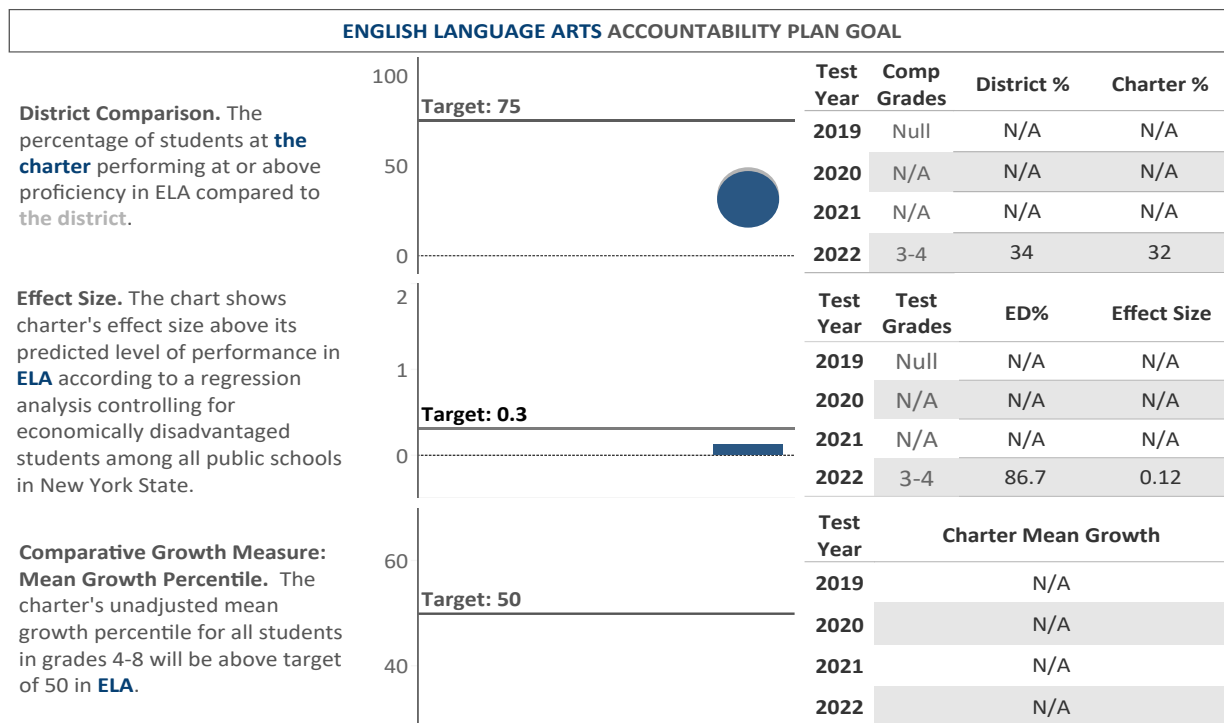 ENGLISH LANGUAGE ARTS ACCOUNTABILITY PLAN GOAL
District Comparison. The
percentage of students at the
charter performing at or above
proficiency in ELA compared to
the district.
100
50
0
Target: 75
Test Year Comp Grades District % Charter %
2019 Null N/A N/A
2020 N/A N/A N/A
2021 N/A N/A N/A
2022 3-4 34 32
Effect Size. The chart shows
charter's effect size above its
predicted level of performance in
ELA according to a regression
analysis controlling for
economically disadvantaged
students among all public schools
in New York State.
2
1
0
Target: 0.3
Test Year Test Grades ED% Effect Size
2019 Null N/A N/A
2020 N/A N/A N/A
2021 N/A N/A N/A
2022 3-4 86.7 0.12
Comparative Growth Measure:
Mean Growth Percentile. The
charter's unadjusted mean
growth percentile for all students
in grades 4-8 will be above target
of 50 in ELA.
60
40
Target: 50
Test Year Charter Mean Growth
2019 N/A
2020 N/A
2021 N/A
2022 N/A